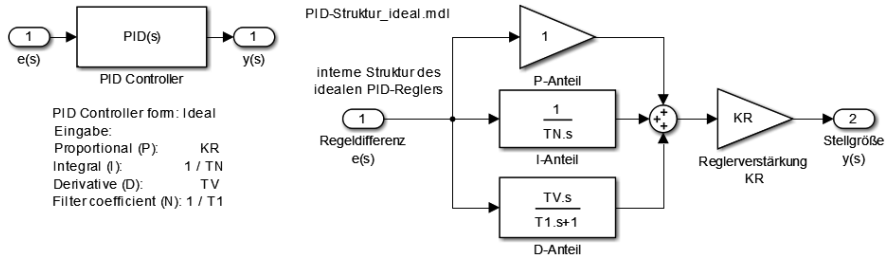 1
e(s)
PID(s)
PID Controller
1
y(s)
PID Controller form: Ideal
Eingabe:
Proportional (P): KR
Integral (I): 1 / TN
Derivative (D): TV
Filter coefficient (N): 1 / T1
PID-Struktur_ideal.mdl
interne Struktur des
idealen PID-Reglers
1
Regeldifferenz
e(s)
1
P-Anteil
1
TN.s
I-Anteil
TV.s
T1.s+1
D-Anteil
+
+
+
KR
Reglerverstärkung
KR
2
Stellgröße
y(s)